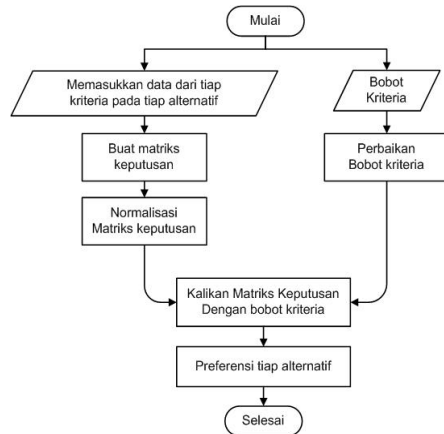 Mulai
Memasukkan data dari tiap
kriteria pada tiap alternatif
Bobot
Kriteria
Buat matriks
keputusan
Perbaikan
Bobot kriteria
Normalisasi
Matriks keputusan
Kalikan Matriks Keputusan
Dengan bobot kriteria
Preferensi tiap alternatif
Selesai